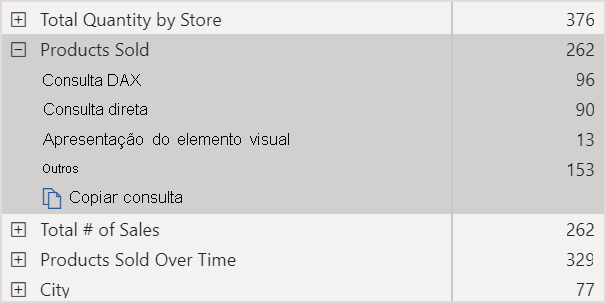 Total Quantity by Store 376
Products Sold 262
Consulta DAX 96
Consulta direta 90
Apresentação do elemento visual 13
Outros 153
Copiar consulta
Total # of Sales 262
Products Sold Over Time 329
City 77